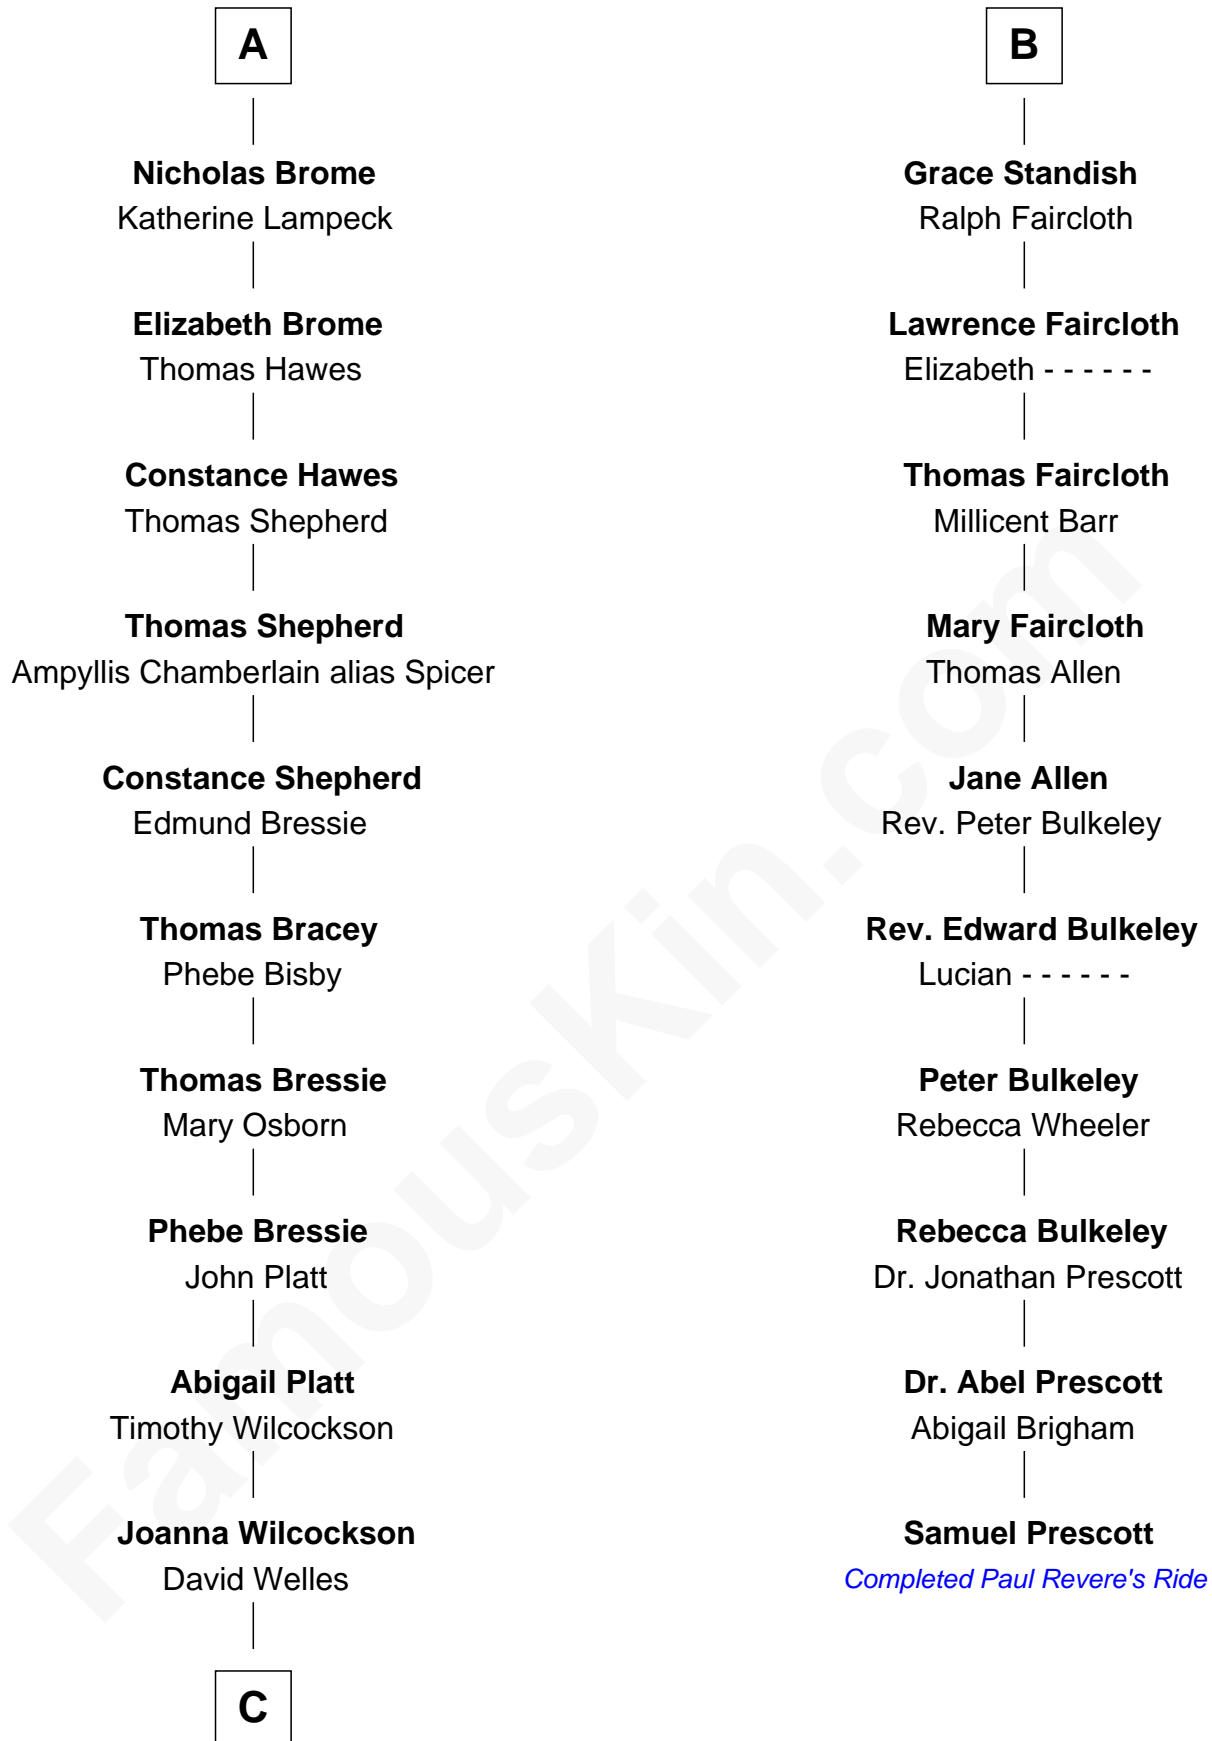 A
Nicholas Brome
Katherine Lampeck
Elizabeth Brome
Thomas Hawes
Constance Hawes
Thomas Shepherd
Thomas Shepherd
Ampyllis Chamberlain alias Spicer
Constance Shepherd
Edmund Bressie
Thomas Bracey
Phebe Bisby
Thomas Bressie
Mary Osborn
Phebe Bressie
John Platt
Abigail Platt
Timothy Wilcockson
Joanna Wilcockson
David Welles
C
B
Grace Standish
Ralph Faircloth
Lawrence Faircloth
Elizabeth - - - - - -
Thomas Faircloth
Millicent Barr
Mary Faircloth
Thomas Allen
Jane Allen
Rev. Peter Bulkeley
Rev. Edward Bulkeley
Lucian - - - - - -
Peter Bulkeley
Rebecca Wheeler
Rebecca Bulkeley
Dr. Jonathan Prescott
Dr. Abel Prescott
Abigail Brigham
Samuel Prescott
Completed Paul Revere's Ride
FamousKin.com